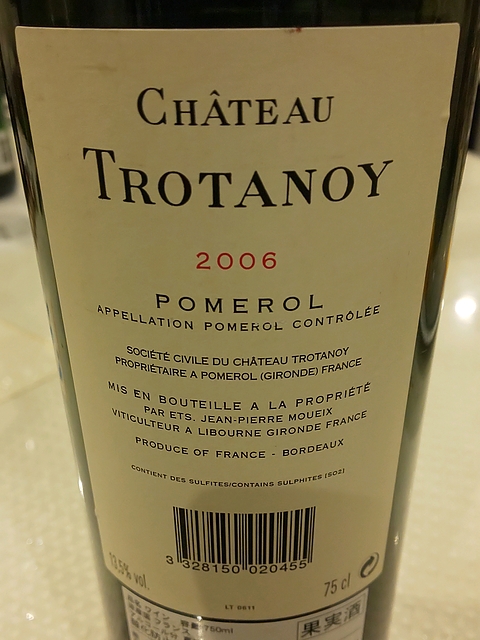 CHÂTEAU
TROTANOY
2006
POMEROL
APPELLATION POMEROL CONTRÔLÉE
SOCIÉTÉ CIVILE DU CHÂTEAU TROTANOY
PROPRIÉTAIRE A POMEROL (GIRONDE) FRANCE
MIS EN BOUTEILLE A LA PROPRIÉTÉ
PAR ETS. JEAN-PIERRE MOUEIX
VITICULTEUR A LIBOURNE GIRONDE FRANCE
PRODUCE OF FRANCE - BORDEAUX
CONTIENT DES SULFITES/CONTAINS SULPHITES [SO2]
3 328150 020455
13.5% vol.
75 cl
LT 0611
750ml
果実酒